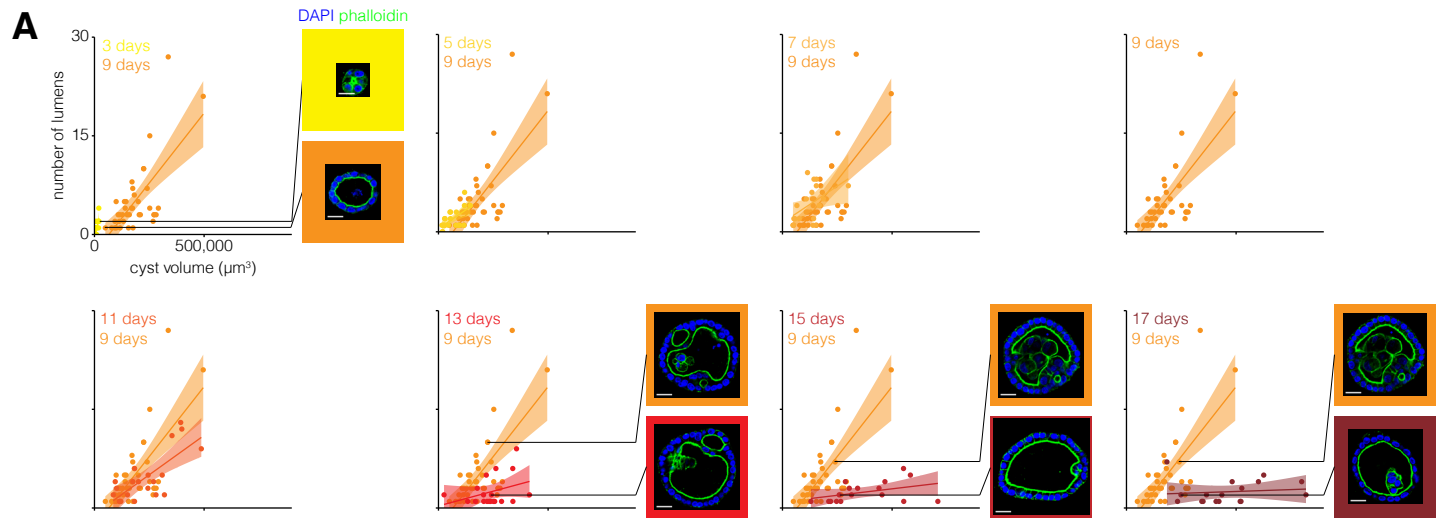 A
DAPI phalloidin
30
15
0
number of lumens
3 days
9 days
0
500,000
cyst volume (µm³)
5 days
9 days
7 days
9 days
9 days
11 days
9 days
13 days
9 days
15 days
9 days
17 days
9 days